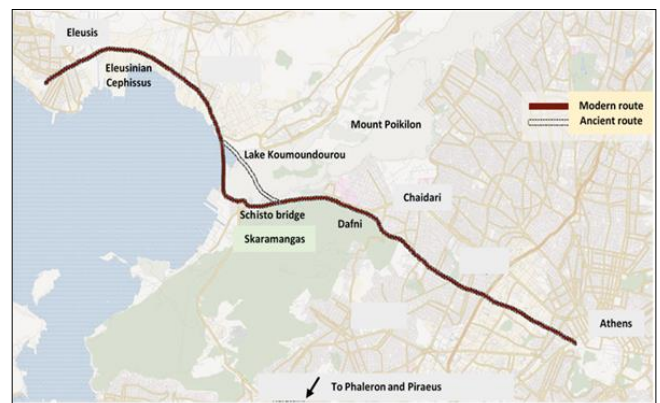 Eleusis
Eleusinian
Cephissus
Modern route
Ancient route
Mount Poikilon
Lake Koumoundourou
Chaidari
Schisto bridge
Dafni
Skaramangas
Athens
To Phaleron and Piraeus